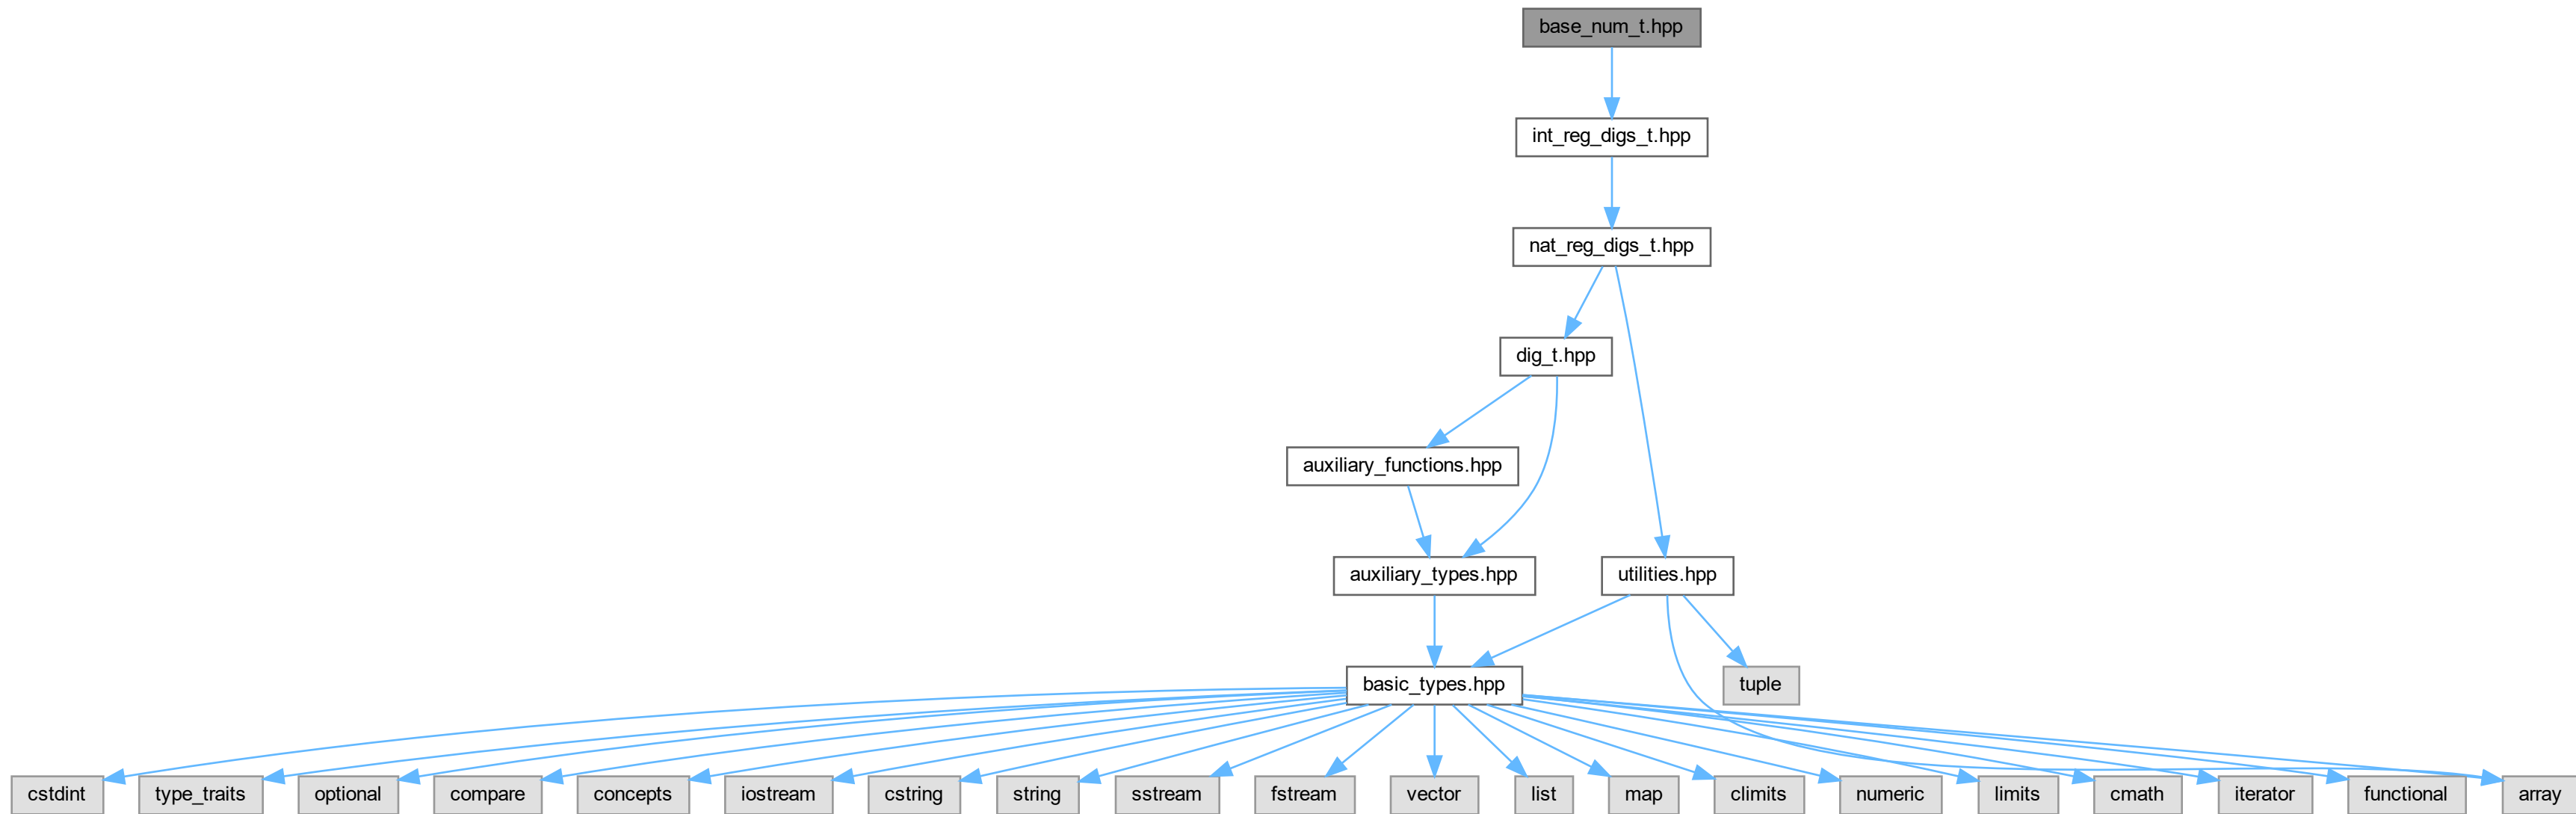 base_num_t.hpp
int_reg_digs_t.hpp
nat_reg_digs_t.hpp
dig_t.hpp
auxiliary_functions.hpp
auxiliary_types.hpp
utilities.hpp
basic_types.hpp
tuple
cstdint
type_traits
optional
compare
concepts
iostream
cstring
string
sstream
fstream
vector
list
map
climits
numeric
limits
cmath
iterator
functional
array